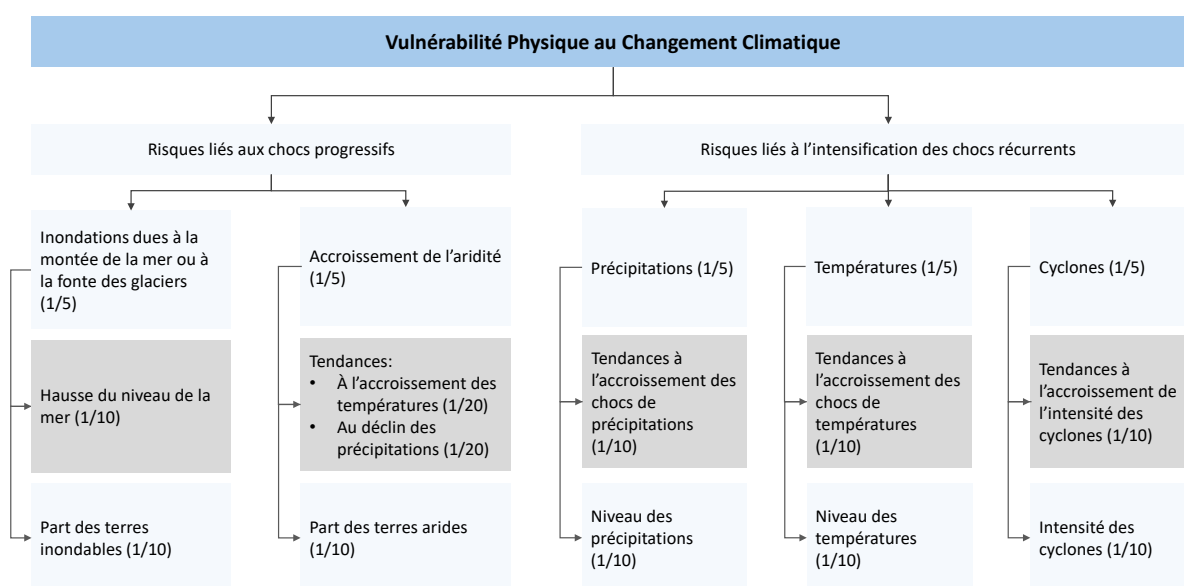 Vulnérabilité Physique au Changement Climatique
Risques liés aux chocs progressifs
Risques liés à l’intensification des chocs récurrents
Inondations dues à la
montée de la mer ou à
la fonte des glaciers
(1/5)
Accroissement de l’aridité
(1/5)
Précipitations (1/5)
Températures (1/5)
Cyclones (1/5)
Hausse du niveau de la
mer (1/10)
Tendances:
• À l’accroissement des
températures (1/20)
• Au déclin des
précipitations (1/20)
Tendances à
l’accroissement des
chocs de
précipitations
(1/10)
Tendances à
l’accroissement des
chocs de
températures
(1/10)
Tendances à
l’accroissement de
l’intensité des
cyclones (1/10)
Part des terres
inondables (1/10)
Part des terres arides
(1/10)
Niveau des
précipitations
(1/10)
Niveau des
températures
(1/10)
Intensité des
cyclones (1/10)